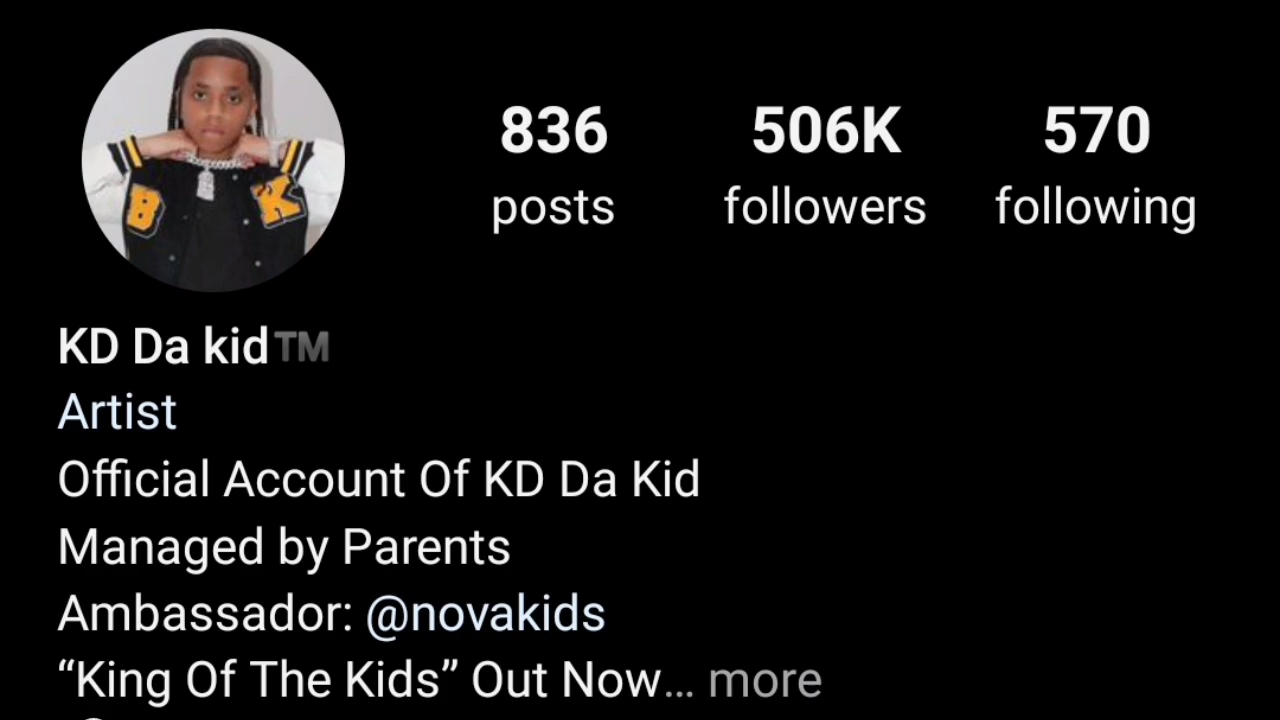 B K
836 506K 570
posts followers following
KD Da kid™️
Artist
Official Account Of KD Da Kid
Managed by Parents
Ambassador: @novakids
“King Of The Kids” Out Now... more